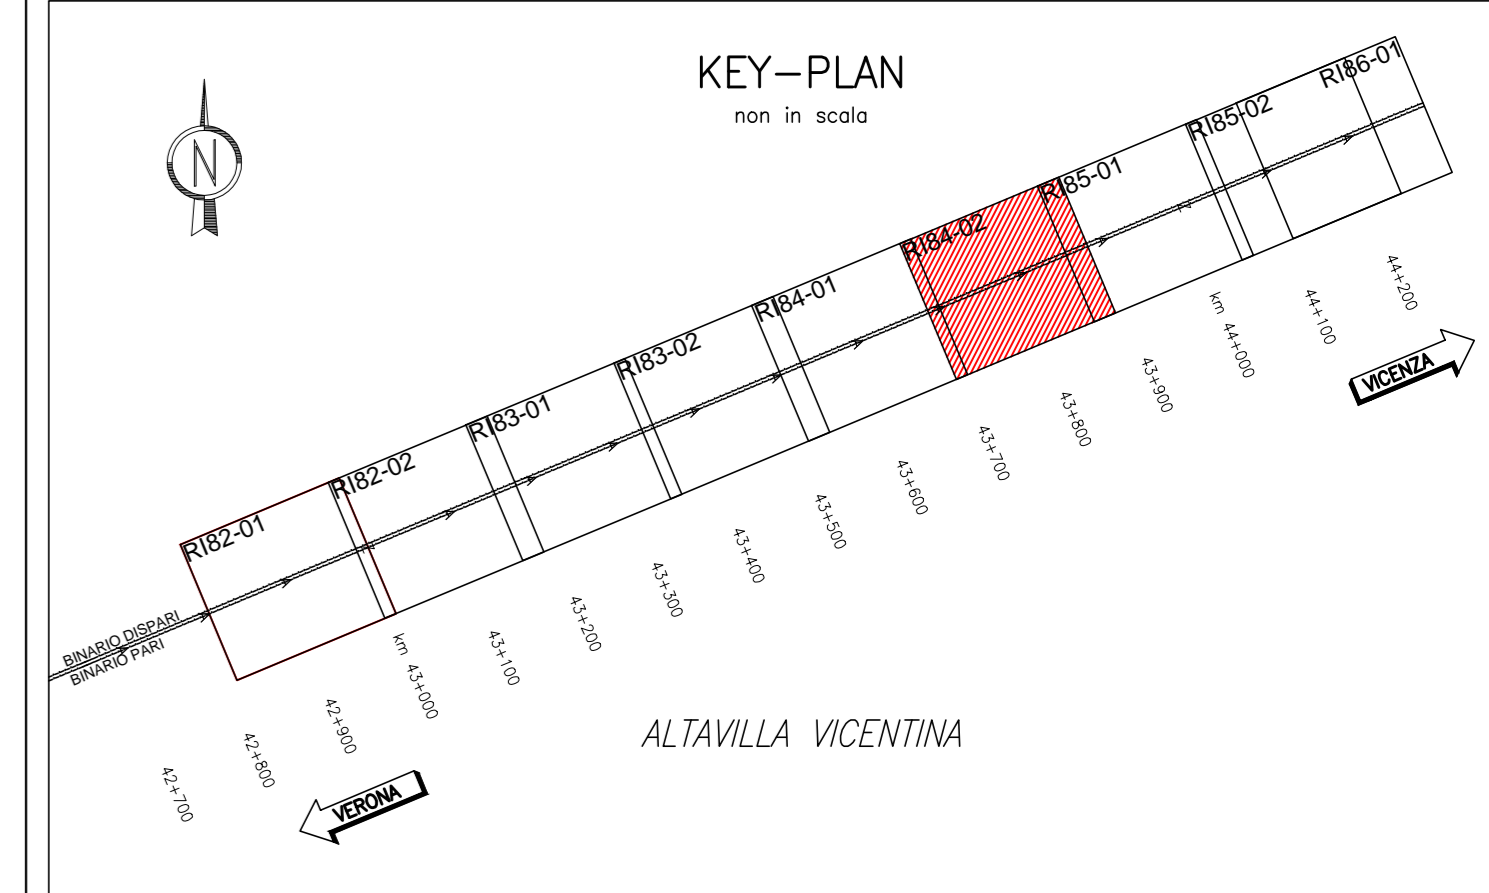 KEY-PLAN
non in scala
N
RI86-01
RI85-02
RI85-01
RI84-02
RI84-01
RI83-02
RI83-01
RI82-02
RI82-01
BINARIO DISPARI
BINARIO PARI
42+700
42+800
42+900
km 43+000
43+100
43+200
43+300
43+400
43+500
43+600
43+700
43+800
43+900
km 44+000
44+100
44+200
VICENZA
ALTAVILLA VICENTINA
VERONA